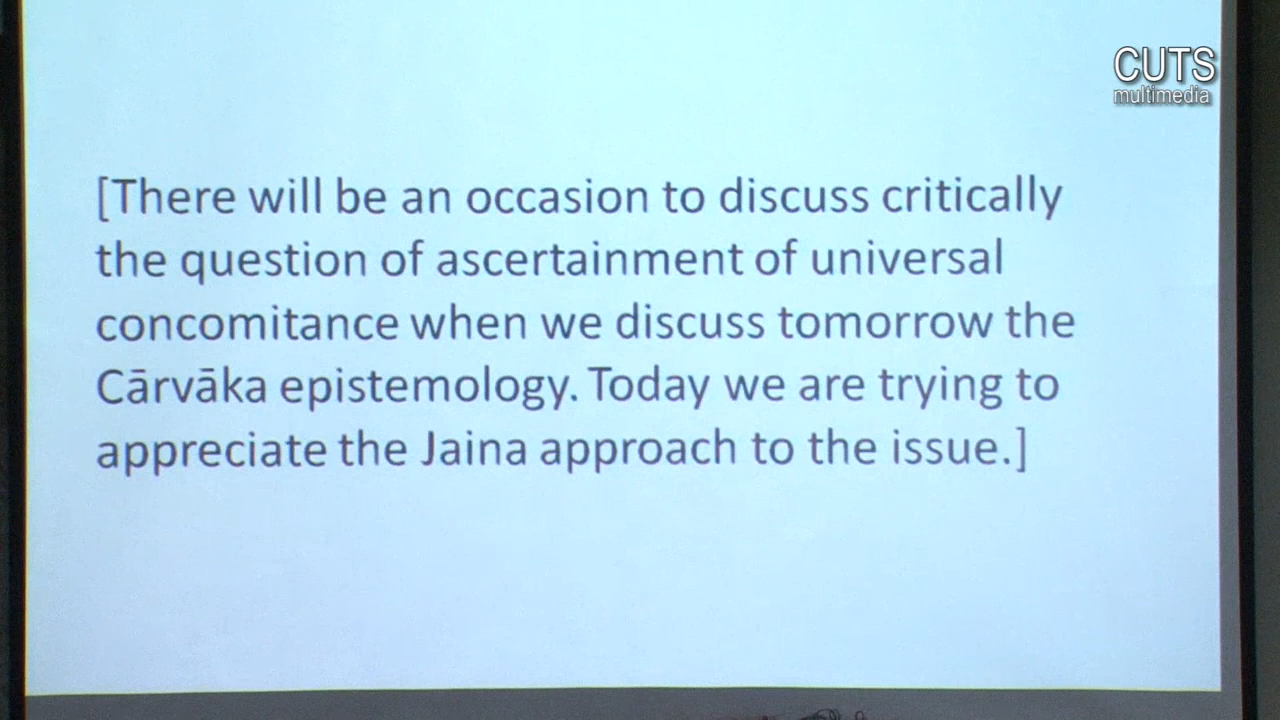 CUTS
multimedia
[There will be an occasion to discuss critically
the question of ascertainment of universal
concomitance when we discuss tomorrow the
Cārvāka epistemology. Today we are trying to
appreciate the Jaina approach to the issue.]